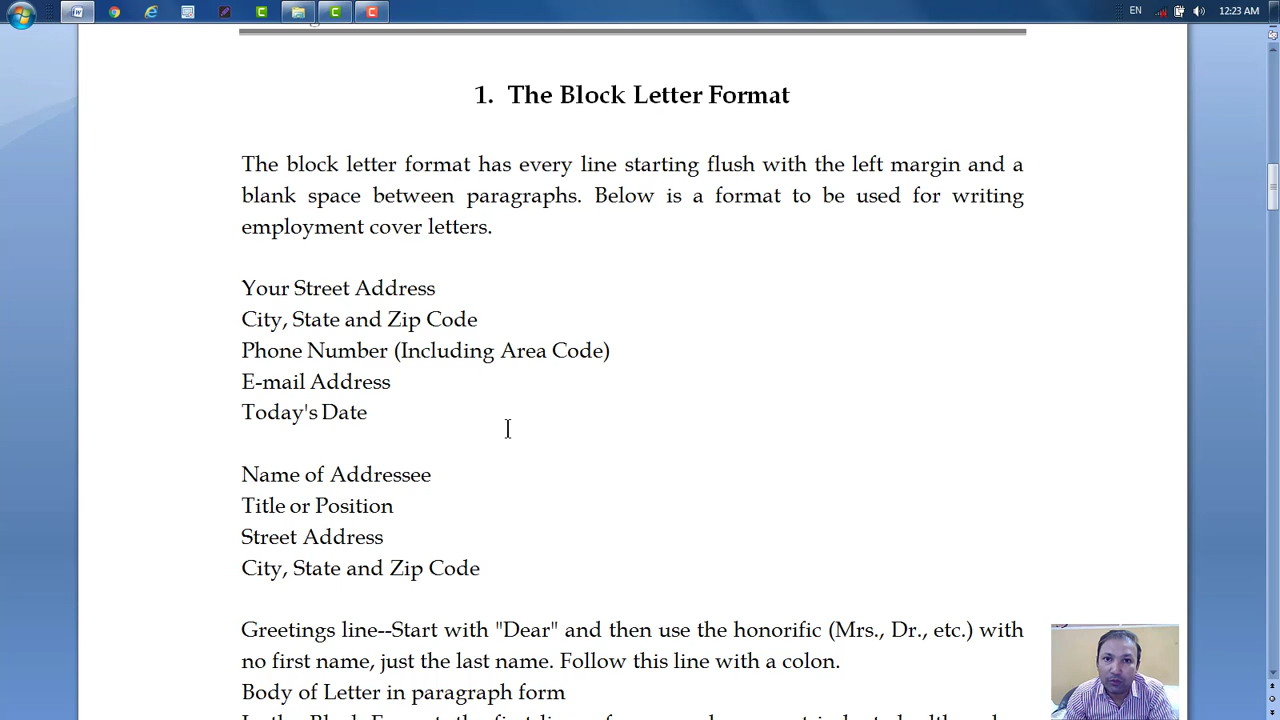 EN
12:23 AM
1. The Block Letter Format
The block letter format has every line starting flush with the left margin and a
blank space between paragraphs. Below is a format to be used for writing
employment cover letters.
Your Street Address
City, State and Zip Code
Phone Number (Including Area Code)
E-mail Address
Today's Date
Name of Addressee
Title or Position
Street Address
City, State and Zip Code
Greetings line--Start with "Dear" and then use the honorific (Mrs., Dr., etc.) with
no first name, just the last name. Follow this line with a colon.
Body of Letter in paragraph form